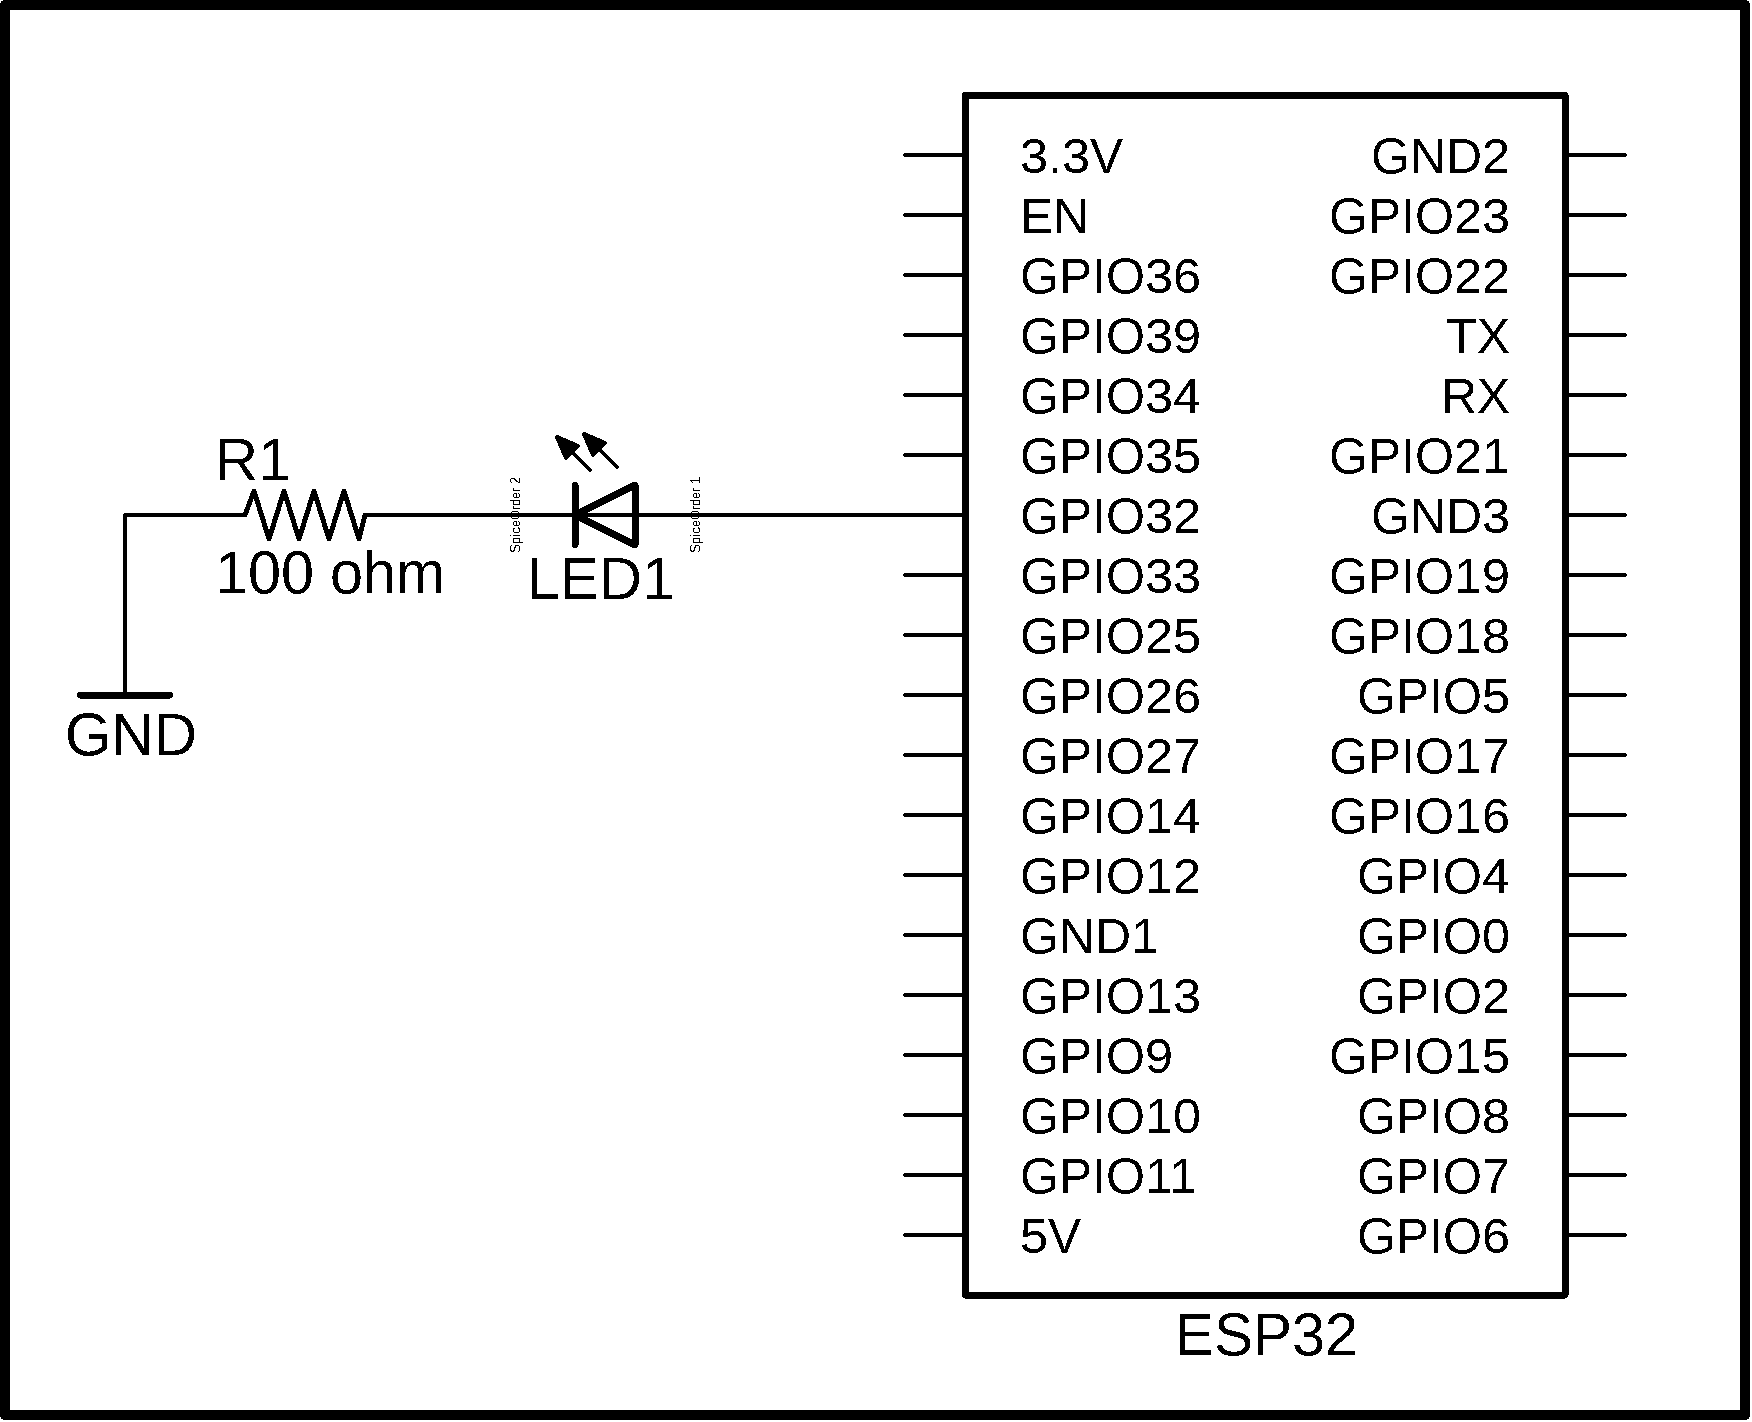 3.3V GND2
EN GPIO23
GPIO36 GPIO22
GPIO39 TX
GPIO34 RX
GPIO35 GPIO21
GPIO32 GND3
GPIO33 GPIO19
GPIO25 GPIO18
GPIO26 GPIO5
GPIO27 GPIO17
GPIO14 GPIO16
GPIO12 GPIO4
GND1 GPIO0
GPIO13 GPIO2
GPIO9 GPIO15
GPIO10 GPIO8
GPIO11 GPIO7
5V GPIO6
ESP32
R1
100 ohm
SpiceOrder 2
SpiceOrder 1
LED1
GND